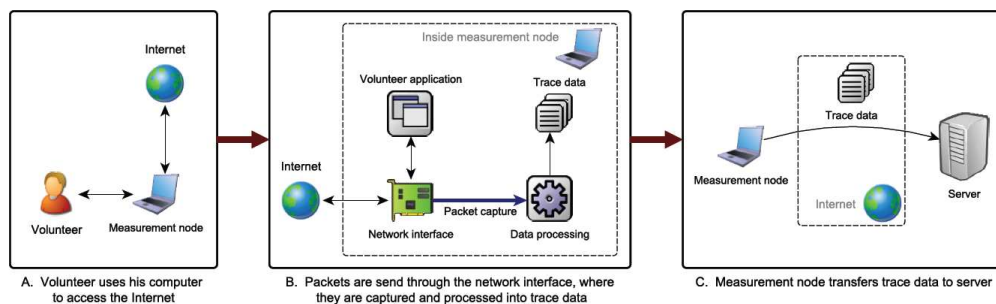 Internet
Volunteer
Measurement node
A. Volunteer uses his computer
to access the Internet
Inside measurement node
Volunteer application
Trace data
Internet
Packet capture
Network interface
Data processing
B. Packets are send through the network interface, where
they are captured and processed into trace data
Trace data
Measurement node
Server
Internet
C. Measurement node transfers trace data to server